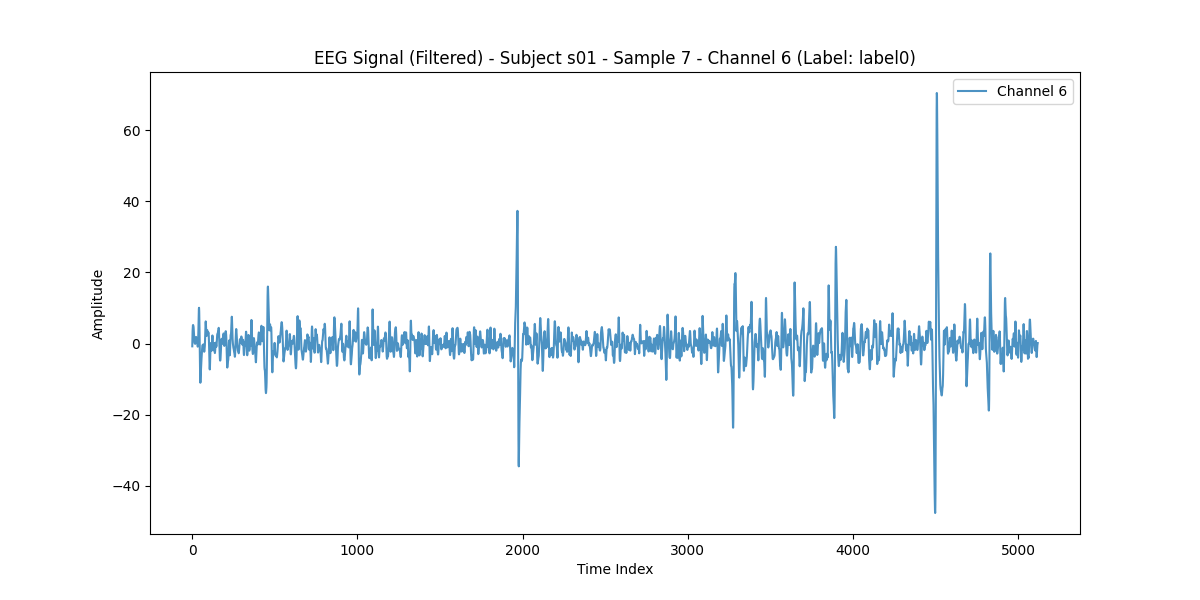 EEG Signal (Filtered) - Subject s01 - Sample 7 - Channel 6 (Label: label0)
Channel 6
Amplitude
60
40
20
0
−20
−40
0 1000 2000 3000 4000 5000
Time Index